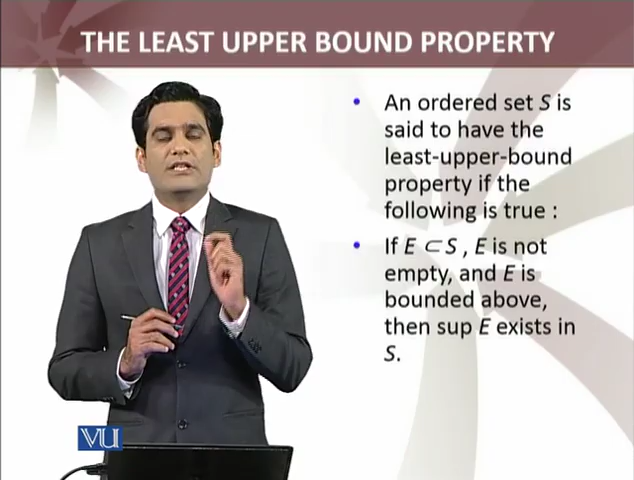 THE LEAST UPPER BOUND PROPERTY
• An ordered set S is
said to have the
least-upper-bound
property if the
following is true :
• If E ⊂ S , E is not
empty, and E is
bounded above,
then sup E exists in
S.
VU